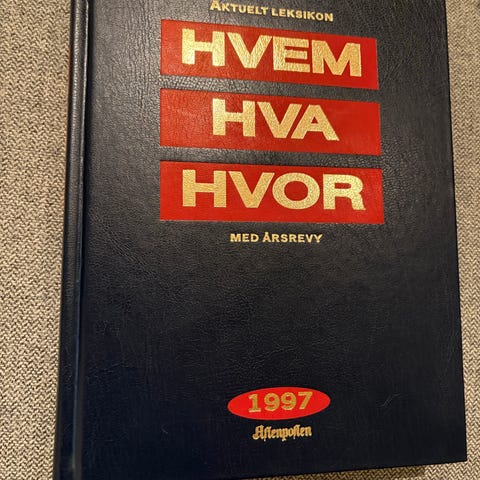 AKTUELT LEKSIKON
HVEM
HVA
HVOR
MED ÅRSREVY
1997
Aftenposten